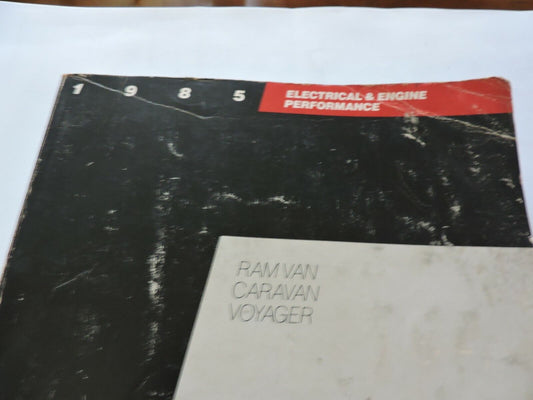 1 9 8 5
ELECTRICAL & ENGINE
PERFORMANCE
RAM VAN
CARAVAN
VOYAGER